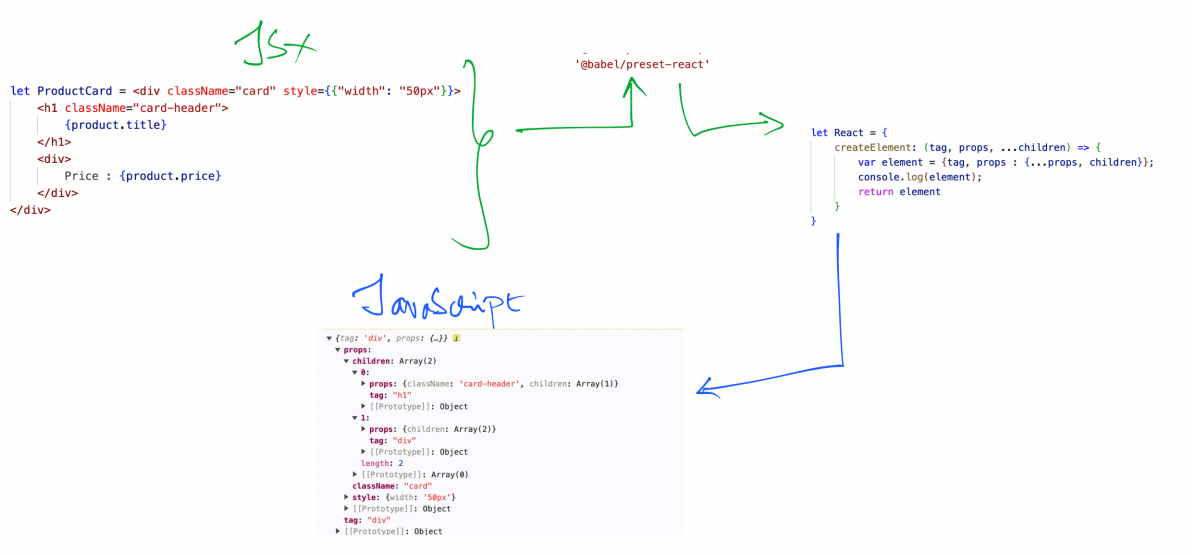 JSX
let ProductCard = <div className="card" style={{"width": "50px"}}>
<h1 className="card-header">
{product.title}
</h1>
<div>
Price : {product.price}
</div>
</div>
'@babel/preset-react'
let React = {
createElement: (tag, props, ...children) => {
var element = {tag, props : {...props, children}};
console.log(element);
return element
}
}
JavaScript
▼ {tag: 'div', props: {…}} i
▼ props:
▼ children: Array(2)
▼ 0:
▶ props: {className: 'card-header', children: Array(1)}
tag: "h1"
▶ [[Prototype]]: Object
▼ 1:
▶ props: {children: Array(2)}
tag: "div"
▶ [[Prototype]]: Object
length: 2
▶ [[Prototype]]: Array(0)
className: "card"
▶ style: {width: '50px'}
▶ [[Prototype]]: Object
tag: "div"
▶ [[Prototype]]: Object